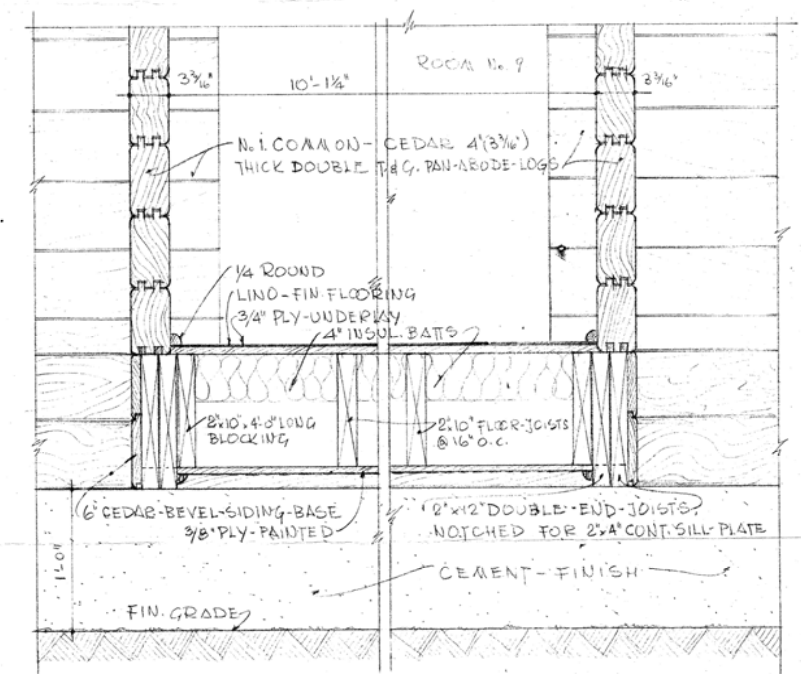 ROOM No. 9
3 3/16"
10'-1 1/4"
3 3/16"
No. 1. COMMON - CEDAR 4"(3 3/16")
THICK DOUBLE T.&G. PAN-ABODE-LOGS
1/4 ROUND
LINO-FIN. FLOORING
3/4" PLY-UNDERLAY
4" INSUL. BATTS
2"x10"x4'-0" LONG
BLOCKING
2"x10" FLOOR-JOISTS
@ 16" O.C.
6" CEDAR-BEVEL-SIDING-BASE
3/8" PLY-PAINTED
2"x12" DOUBLE-END-JOISTS
NOTCHED FOR 2"x4" CONT. SILL-PLATE
1'-0"
CEMENT-FINISH
FIN. GRADE